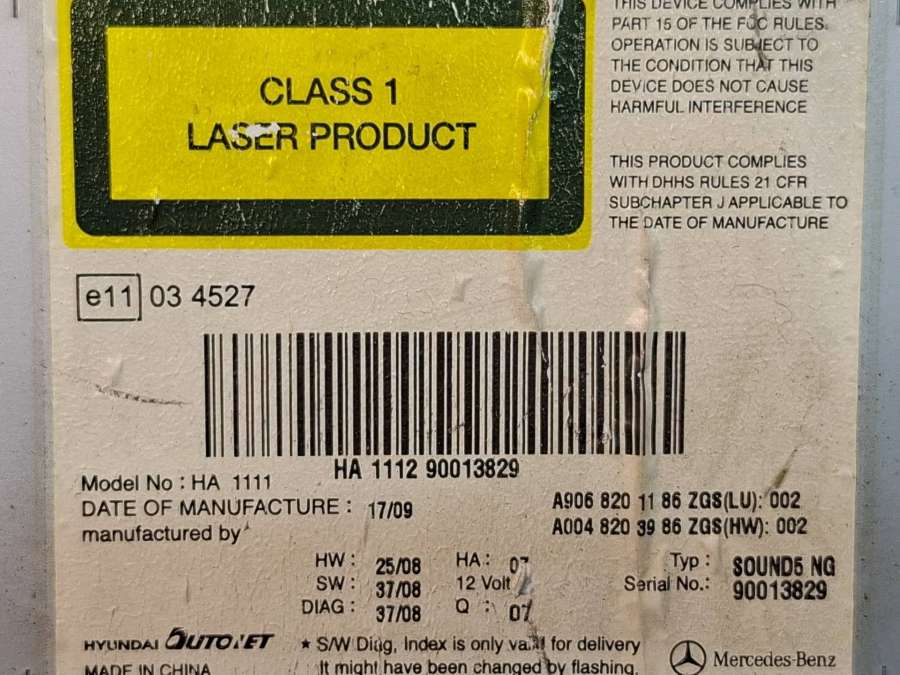 THIS DEVICE COMPLIES WITH
PART 15 OF THE FCC RULES.
OPERATION IS SUBJECT TO
THE CONDITION THAT THIS
DEVICE DOES NOT CAUSE
HARMFUL INTERFERENCE
CLASS 1
LASER PRODUCT
THIS PRODUCT COMPLIES
WITH DHHS RULES 21 CFR
SUBCHAPTER J APPLICABLE TO
THE DATE OF MANUFACTURE
e11 03 4527
HA 1112 90013829
Model No : HA 1111
DATE OF MANUFACTURE : 17/09
manufactured by
A906 820 11 86 ZGS(LU): 002
A004 820 39 86 ZGS(HW): 002
HW : 25/08 HA : 07
SW : 37/08 12 Volt
DIAG : 37/08 Q : 07
Typ : SOUND5 NG
Serial No.: 90013829
HYUNDAI AUTONET
MADE IN CHINA
* S/W Diag, Index is only valid for delivery
It might have been changed by flashing.
Mercedes-Benz